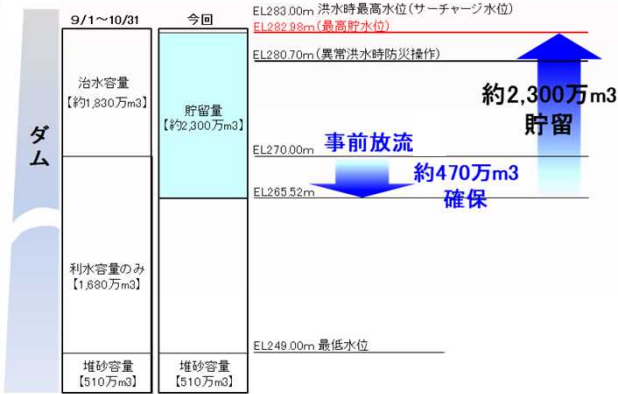 9/1～10/31
今回
EL283.00m 洪水時最高水位(サーチャージ水位)
EL282.98m(最高貯水位)
EL280.70m(異常洪水時防災操作)
治水容量
【約1,830万m3】
貯留量
【約2,300万m3】
約2,300万m3
貯留
ダム
事前放流
EL270.00m
約470万m3
確保
EL265.52m
利水容量のみ
【1,680万m3】
EL249.00m 最低水位
堆砂容量
【510万m3】
堆砂容量
【510万m3】